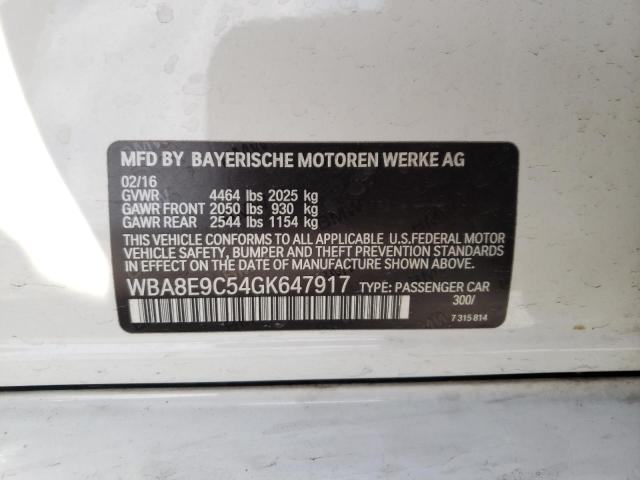 MFD BY BAYERISCHE MOTOREN WERKE AG
02/16
GVWR 4464 lbs 2025 kg
GAWR FRONT 2050 lbs 930 kg
GAWR REAR 2544 lbs 1154 kg
THIS VEHICLE CONFORMS TO ALL APPLICABLE U.S.FEDERAL MOTOR
VEHICLE SAFETY, BUMPER AND THEFT PREVENTION STANDARDS
IN EFFECT ON THE DATE OF MANUFACTURE SHOWN ABOVE.
WBA8E9C54GK647917 TYPE: PASSENGER CAR
300/
7 315 814